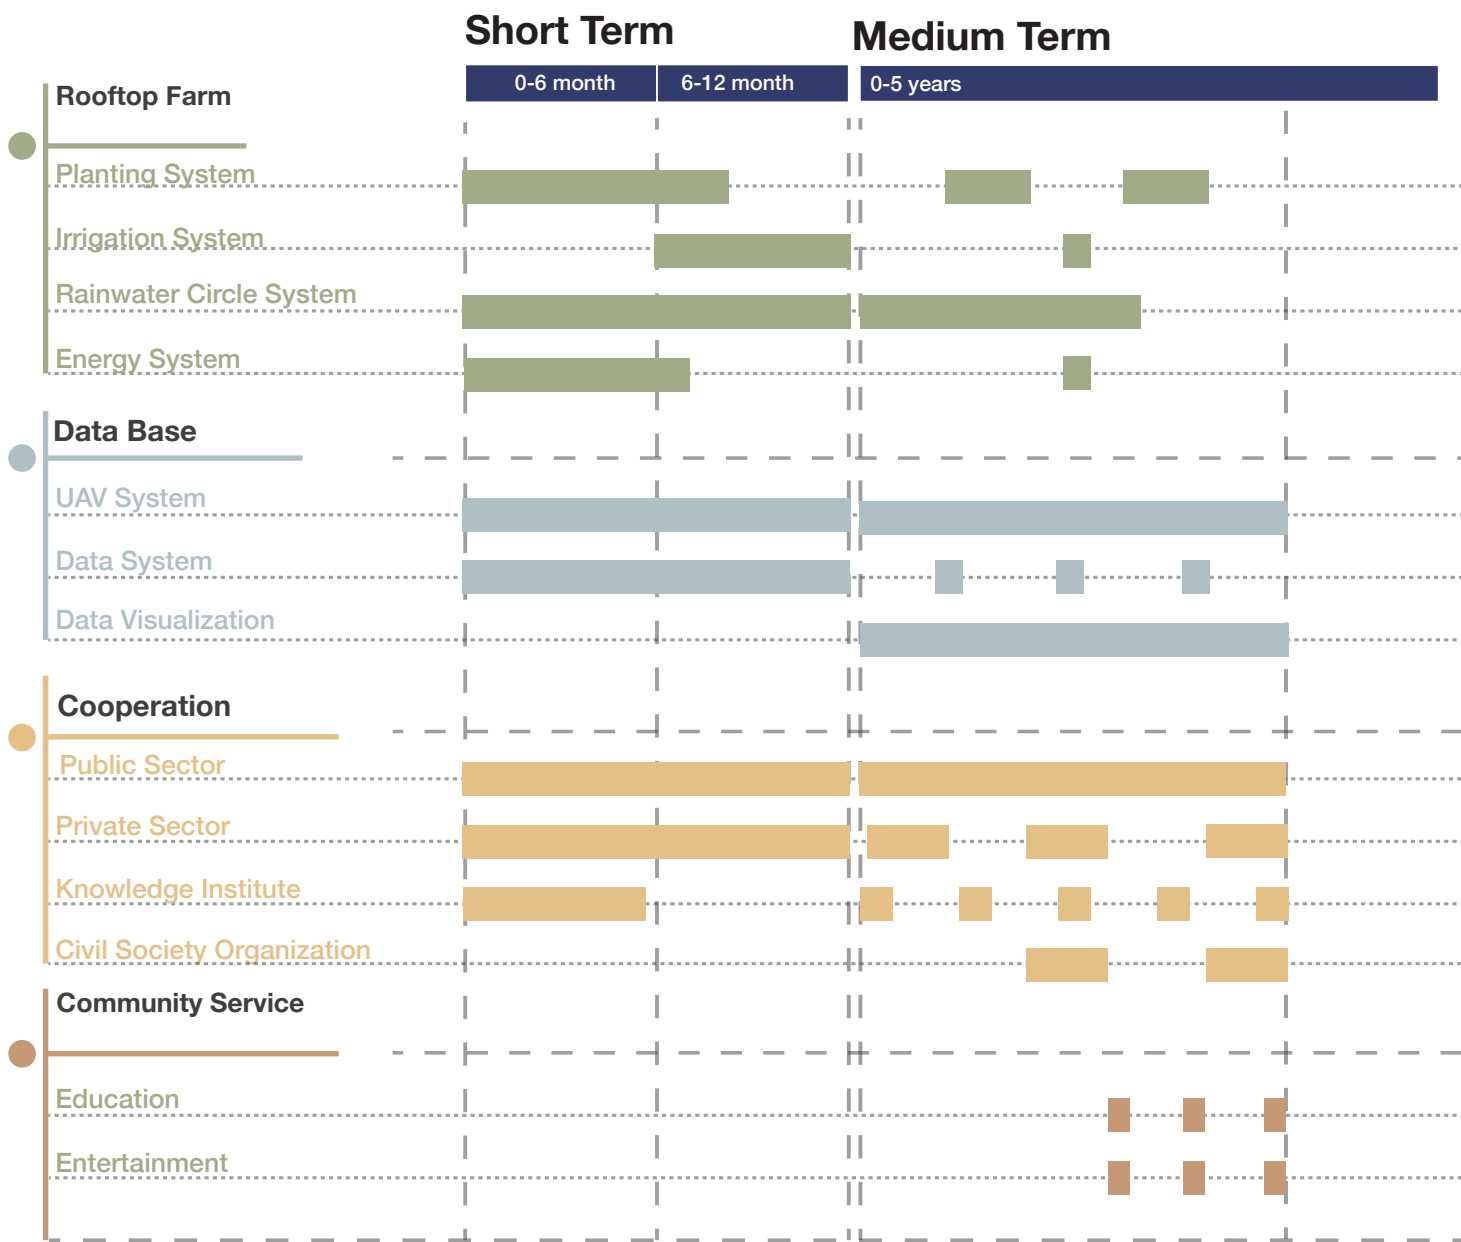 Short Term
Medium Term
0-6 month
6-12 month
0-5 years
Rooftop Farm
Planting System
Irrigation System
Rainwater Circle System
Energy System
Data Base
UAV System
Data System
Data Visualization
Cooperation
Public Sector
Private Sector
Knowledge Institute
Civil Society Organization
Community Service
Education
Entertainment